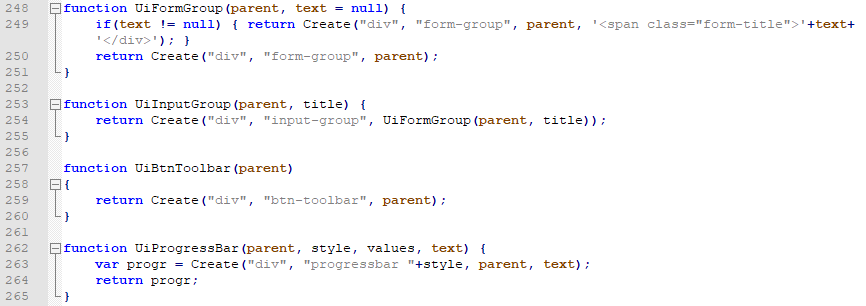 248 function UiFormGroup(parent, text = null) {
249 if(text != null) { return Create("div", "form-group", parent, '<span class="form-title">'+text+
'</div>'); }
250 return Create("div", "form-group", parent);
251 }
252
253 function UiInputGroup(parent, title) {
254 return Create("div", "input-group", UiFormGroup(parent, title));
255 }
256
257 function UiBtnToolbar(parent)
258 {
259 return Create("div", "btn-toolbar", parent);
260 }
261
262 function UiProgressBar(parent, style, values, text) {
263 var progr = Create("div", "progressbar "+style, parent, text);
264 return progr;
265 }